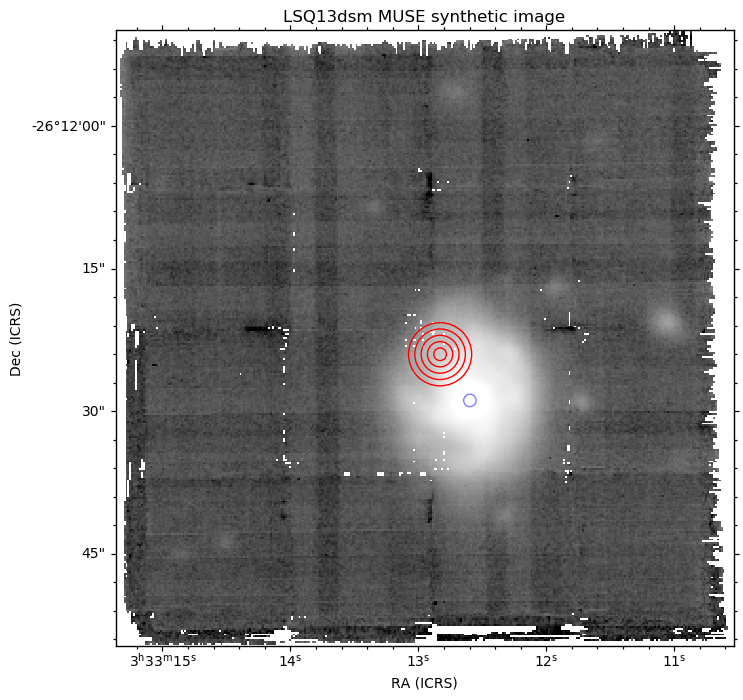 LSQ13dsm MUSE synthetic image
-26°12'00"
15"
30"
45"
Dec (ICRS)
3ʰ33ᵐ15ˢ 14ˢ 13ˢ 12ˢ 11ˢ
RA (ICRS)